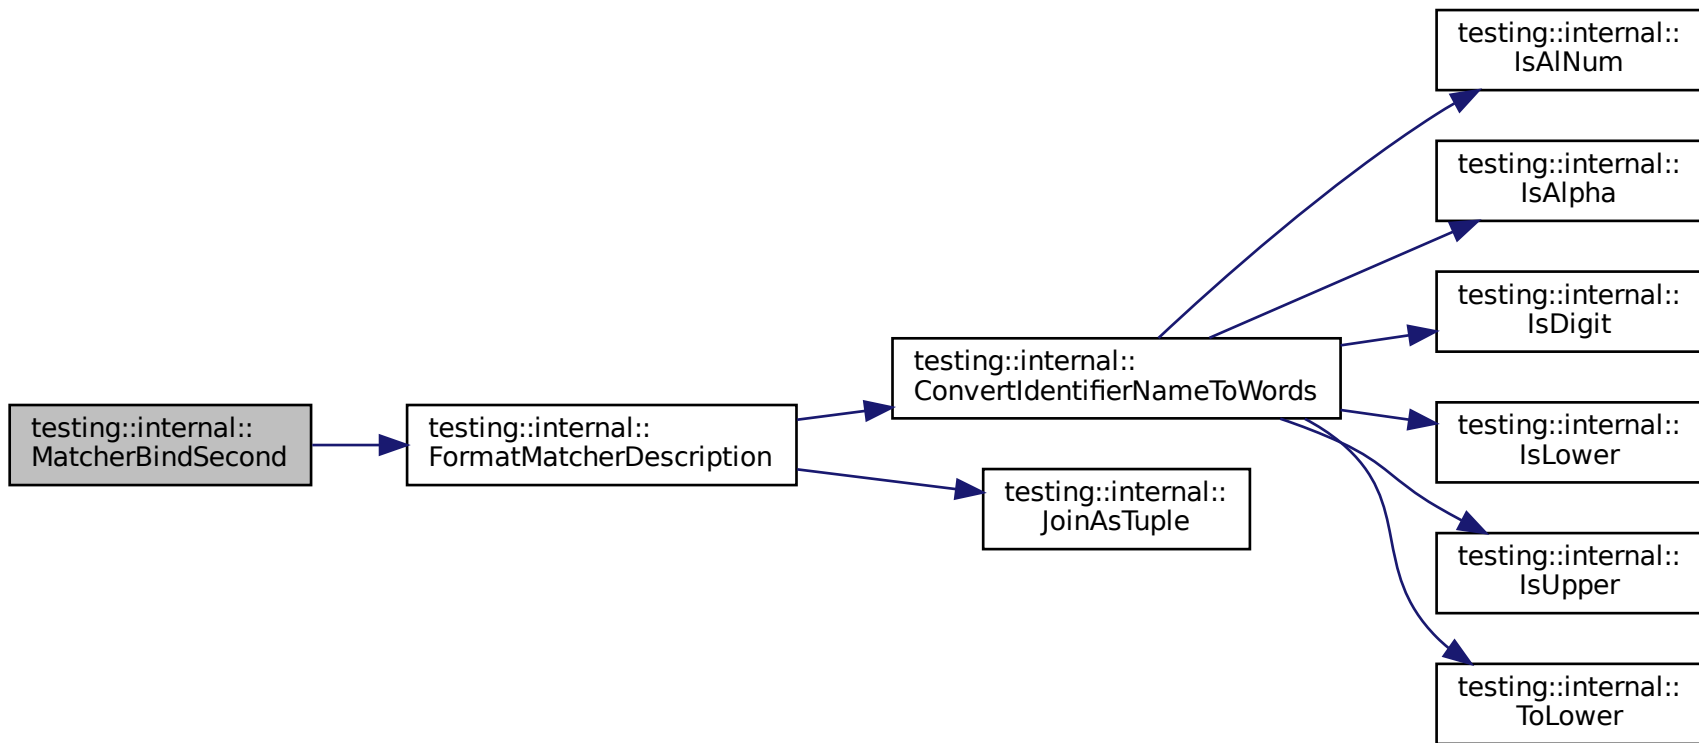 testing::internal::
IsAlNum
testing::internal::
IsAlpha
testing::internal::
IsDigit
testing::internal::
ConvertIdentifierNameToWords
testing::internal::
MatcherBindSecond
testing::internal::
FormatMatcherDescription
testing::internal::
IsLower
testing::internal::
JoinAsTuple
testing::internal::
IsUpper
testing::internal::
ToLower